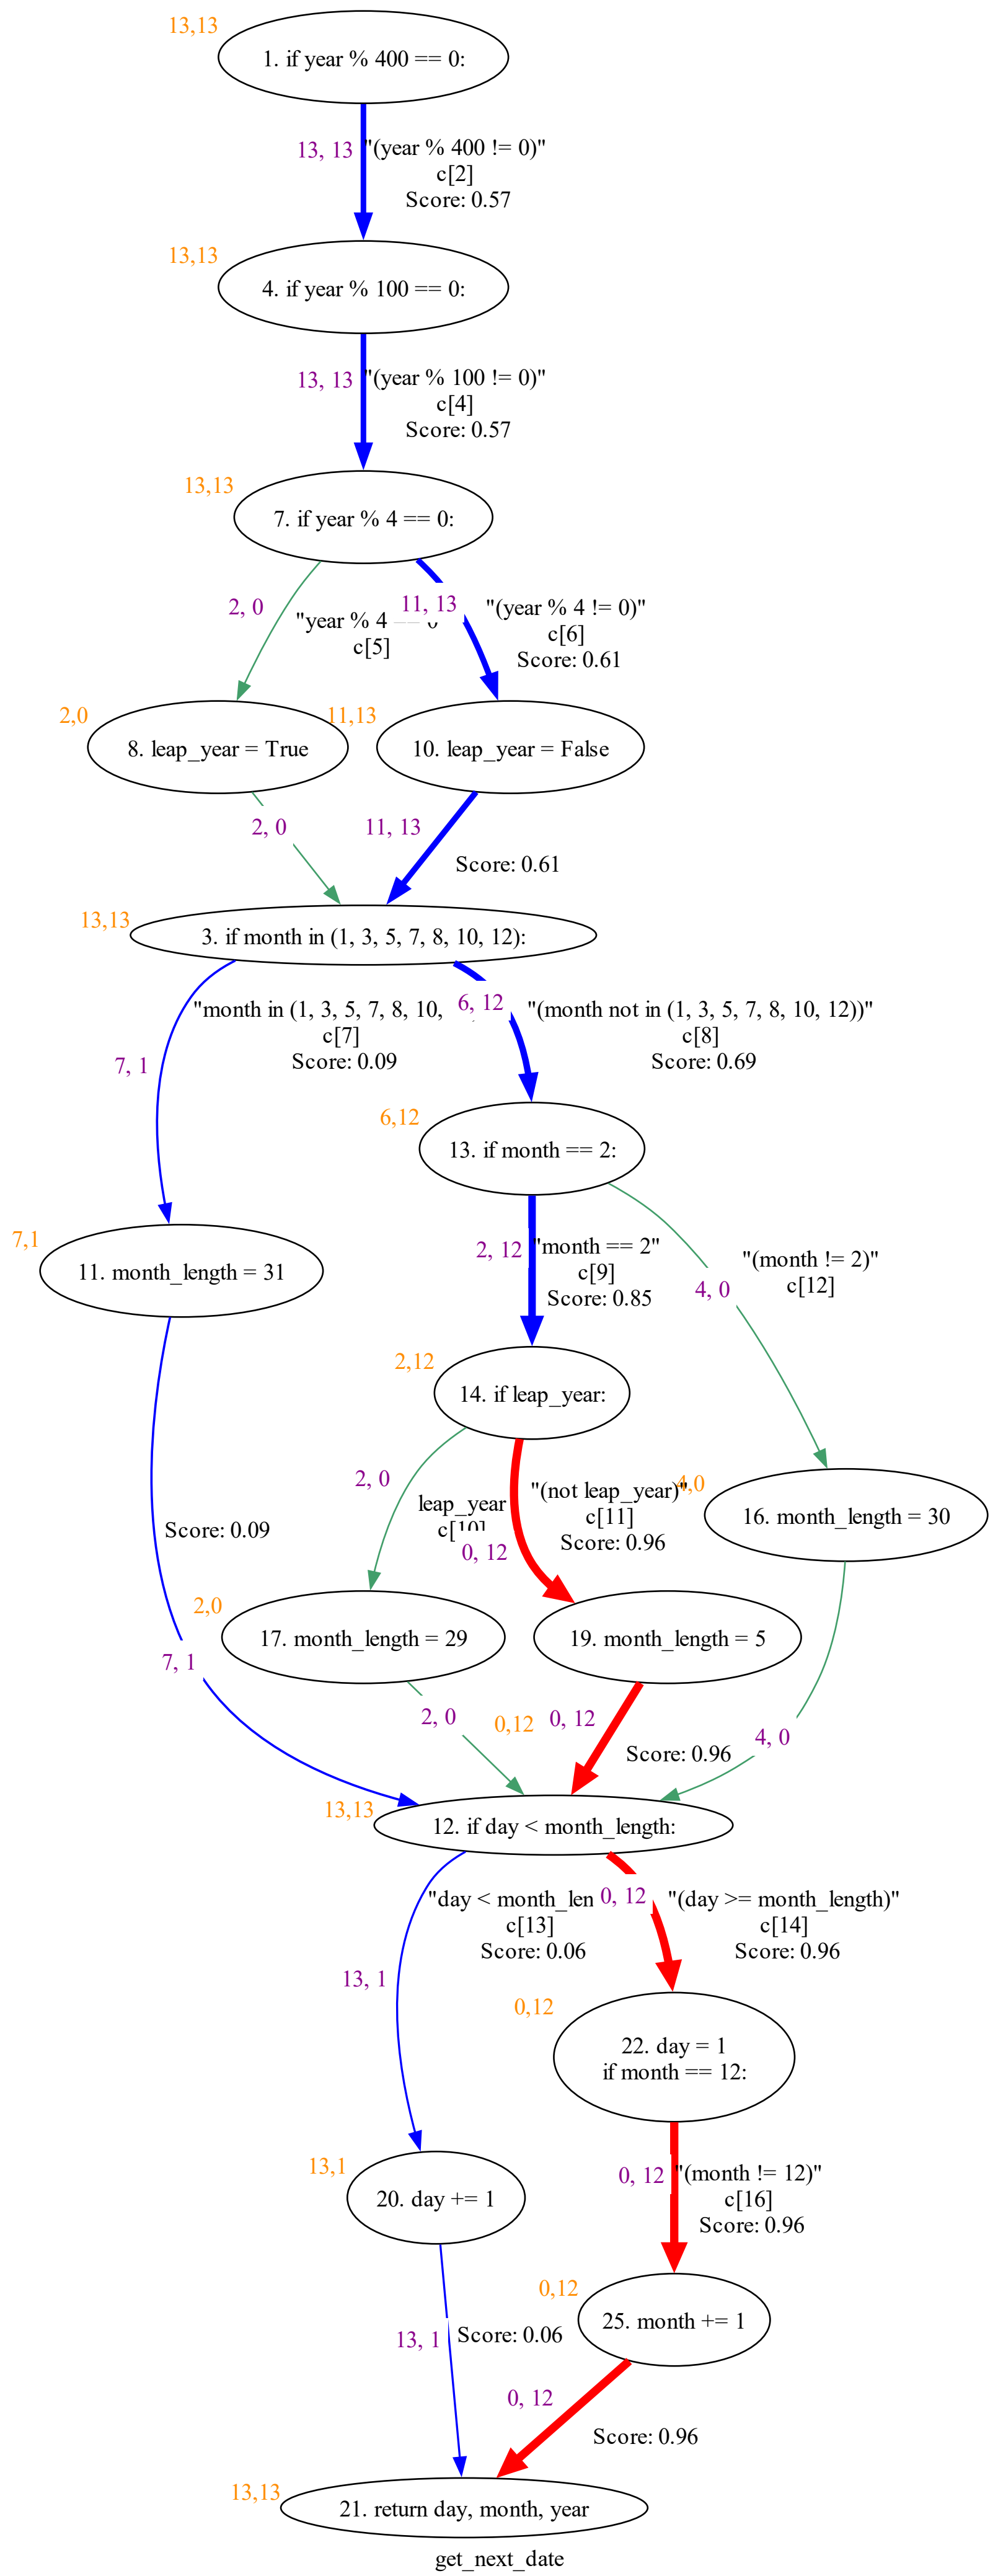 13,13
1. if year % 400 == 0:
13, 13
"(year % 400 != 0)"
c[2]
Score: 0.57
13,13
4. if year % 100 == 0:
13, 13
"(year % 100 != 0)"
c[4]
Score: 0.57
13,13
7. if year % 4 == 0:
2, 0
"year % 4
c[5]
11, 13
"(year % 4 != 0)"
c[6]
Score: 0.61
2,0
8. leap_year = True
11,13
10. leap_year = False
2, 0
11, 13
Score: 0.61
13,13
3. if month in (1, 3, 5, 7, 8, 10, 12):
7, 1
"month in (1, 3, 5, 7, 8, 10,
c[7]
Score: 0.09
6, 12
"(month not in (1, 3, 5, 7, 8, 10, 12))"
c[8]
Score: 0.69
6,12
13. if month == 2:
7,1
11. month_length = 31
2, 12
"month == 2"
c[9]
Score: 0.85
4, 0
"(month != 2)"
c[12]
2,12
14. if leap_year:
2, 0
leap_year
c[10]
0, 12
"(not leap_year)"
c[11]
Score: 0.96
4,0
16. month_length = 30
Score: 0.09
2,0
17. month_length = 29
0,12
19. month_length = 5
7, 1
2, 0
0, 12
Score: 0.96
4, 0
13,13
12. if day < month_length:
13, 1
"day < month_len
c[13]
Score: 0.06
0, 12
"(day >= month_length)"
c[14]
Score: 0.96
0,12
22. day = 1
if month == 12:
13,1
20. day += 1
0, 12
"(month != 12)"
c[16]
Score: 0.96
0,12
25. month += 1
13, 1
Score: 0.06
0, 12
Score: 0.96
13,13
21. return day, month, year
get_next_date